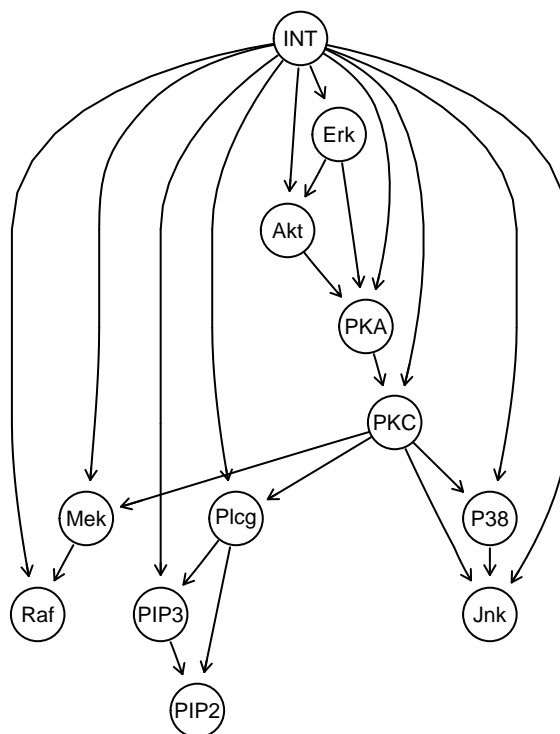 INT
Erk
Akt
PKA
PKC
Mek
Plcg
P38
Raf
PIP3
Jnk
PIP2